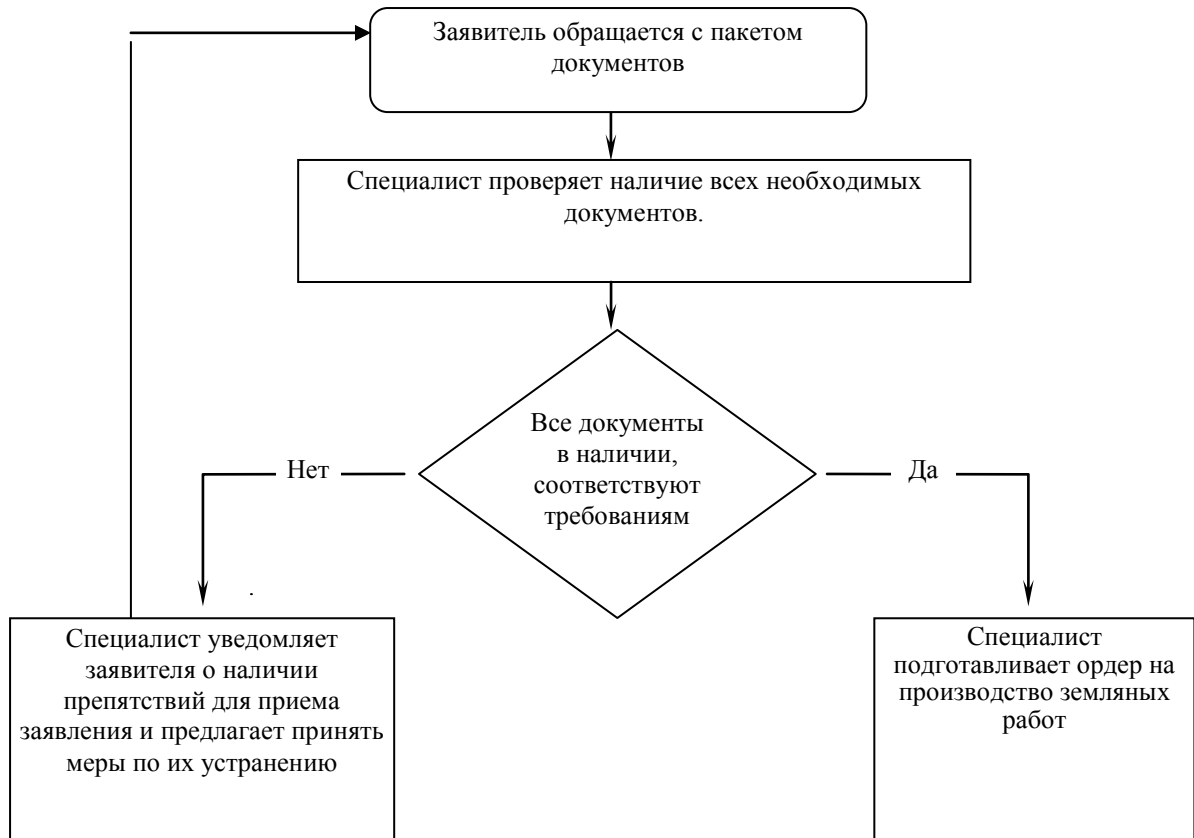 Заявитель обращается с пакетом
документов
Специалист проверяет наличие всех необходимых
документов.
Все документы
в наличии,
соответствуют
требованиям
Нет
Да
Специалист уведомляет
заявителя о наличии
препятствий для приема
заявления и предлагает принять
меры по их устранению
Специалист
подготавливает ордер на
производство земляных
работ